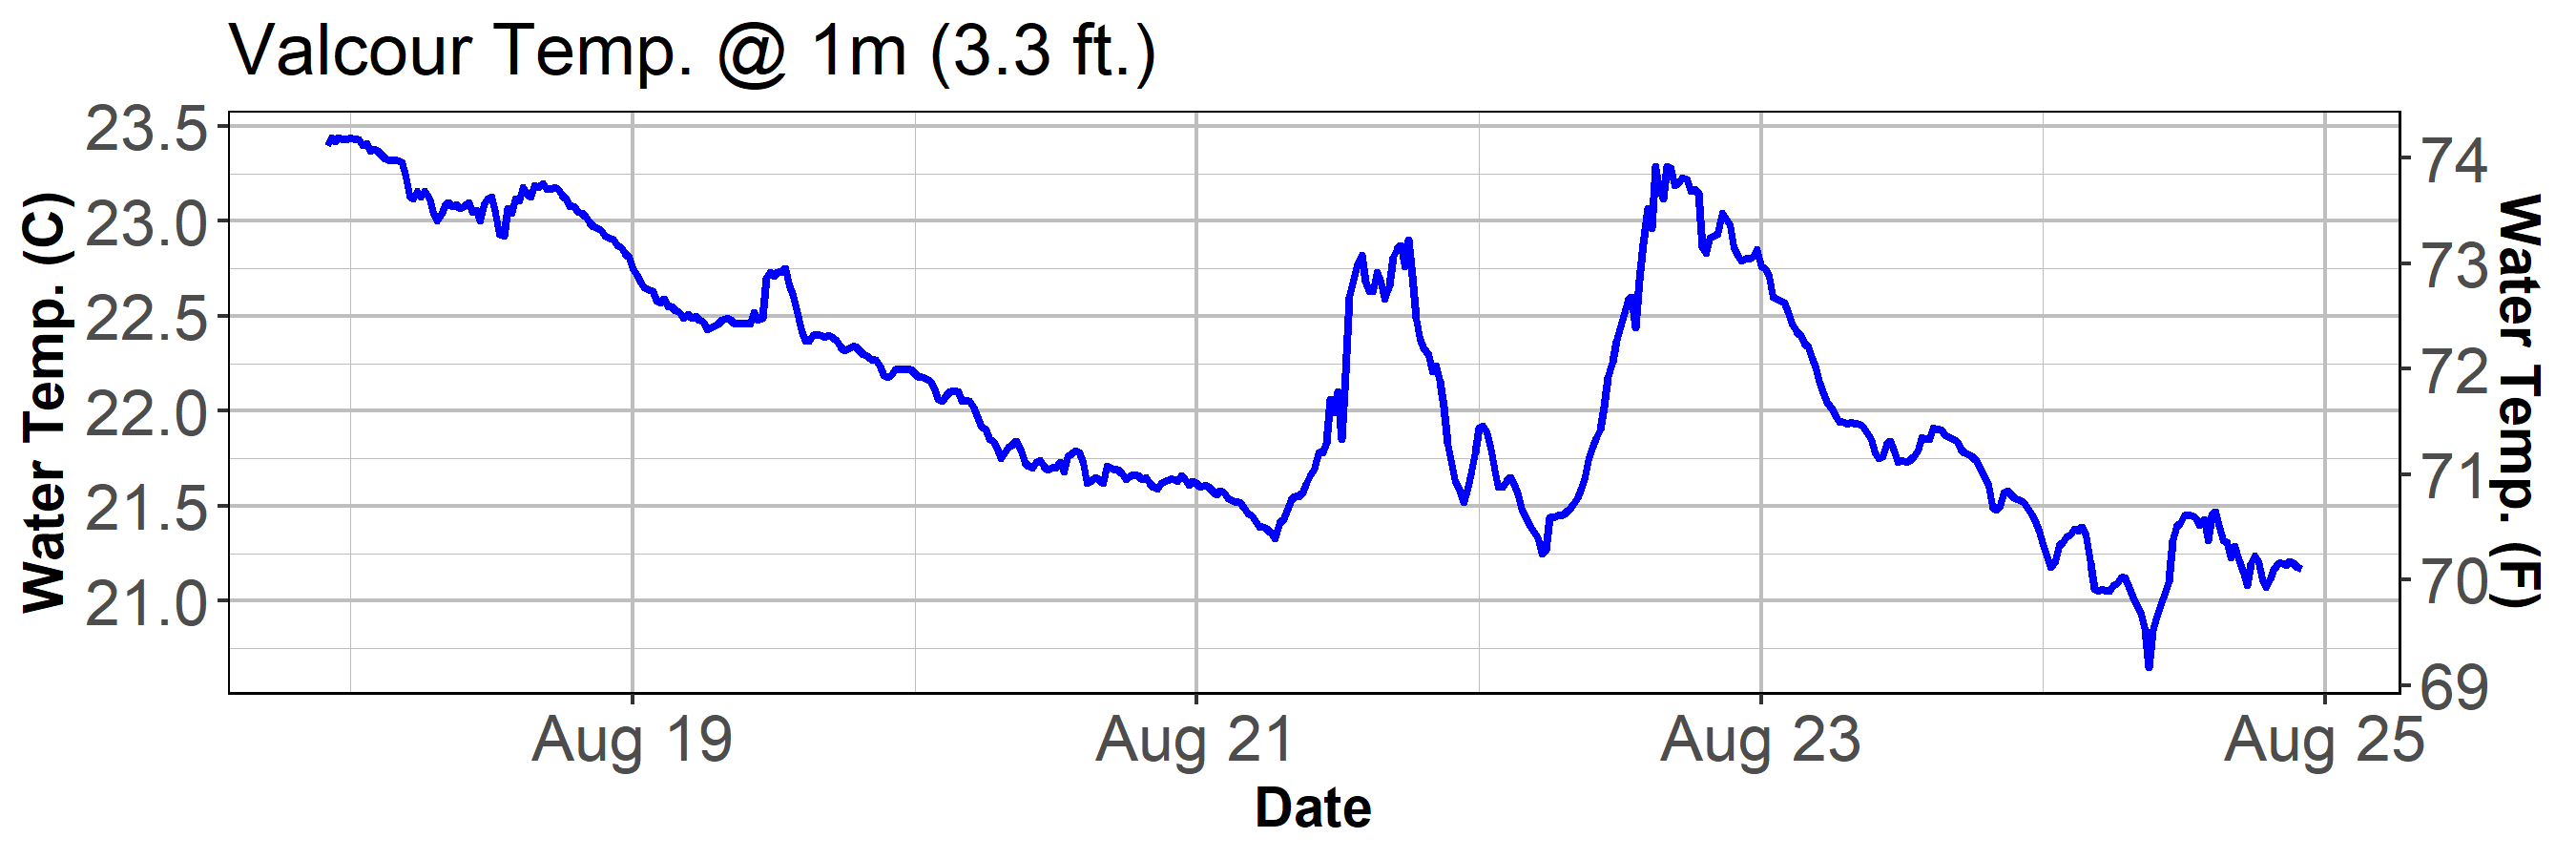 Valcour Temp. @ 1m (3.3 ft.)
Water Temp. (C)
23.5
23.0
22.5
22.0
21.5
21.0
74
73
72
71
70
69
Water Temp. (F)
Aug 19
Aug 21
Aug 23
Aug 25
Date